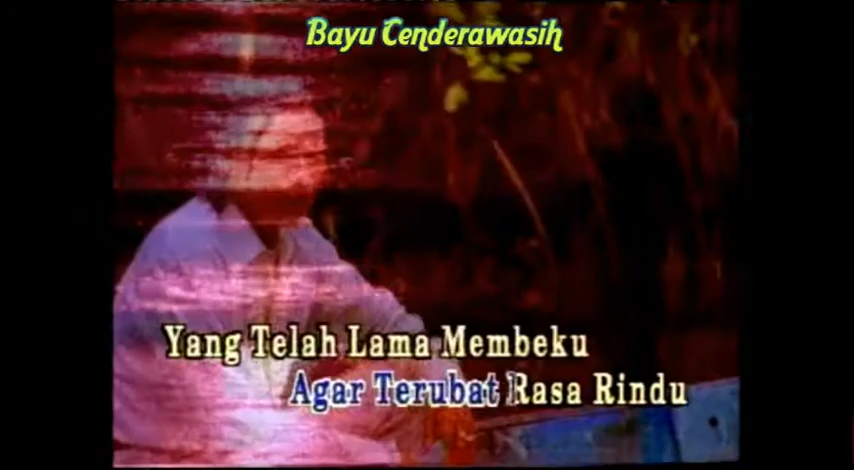 Bayu Cenderawasih
Yang Telah Lama Membeku
Agar Terubat Rasa Rindu